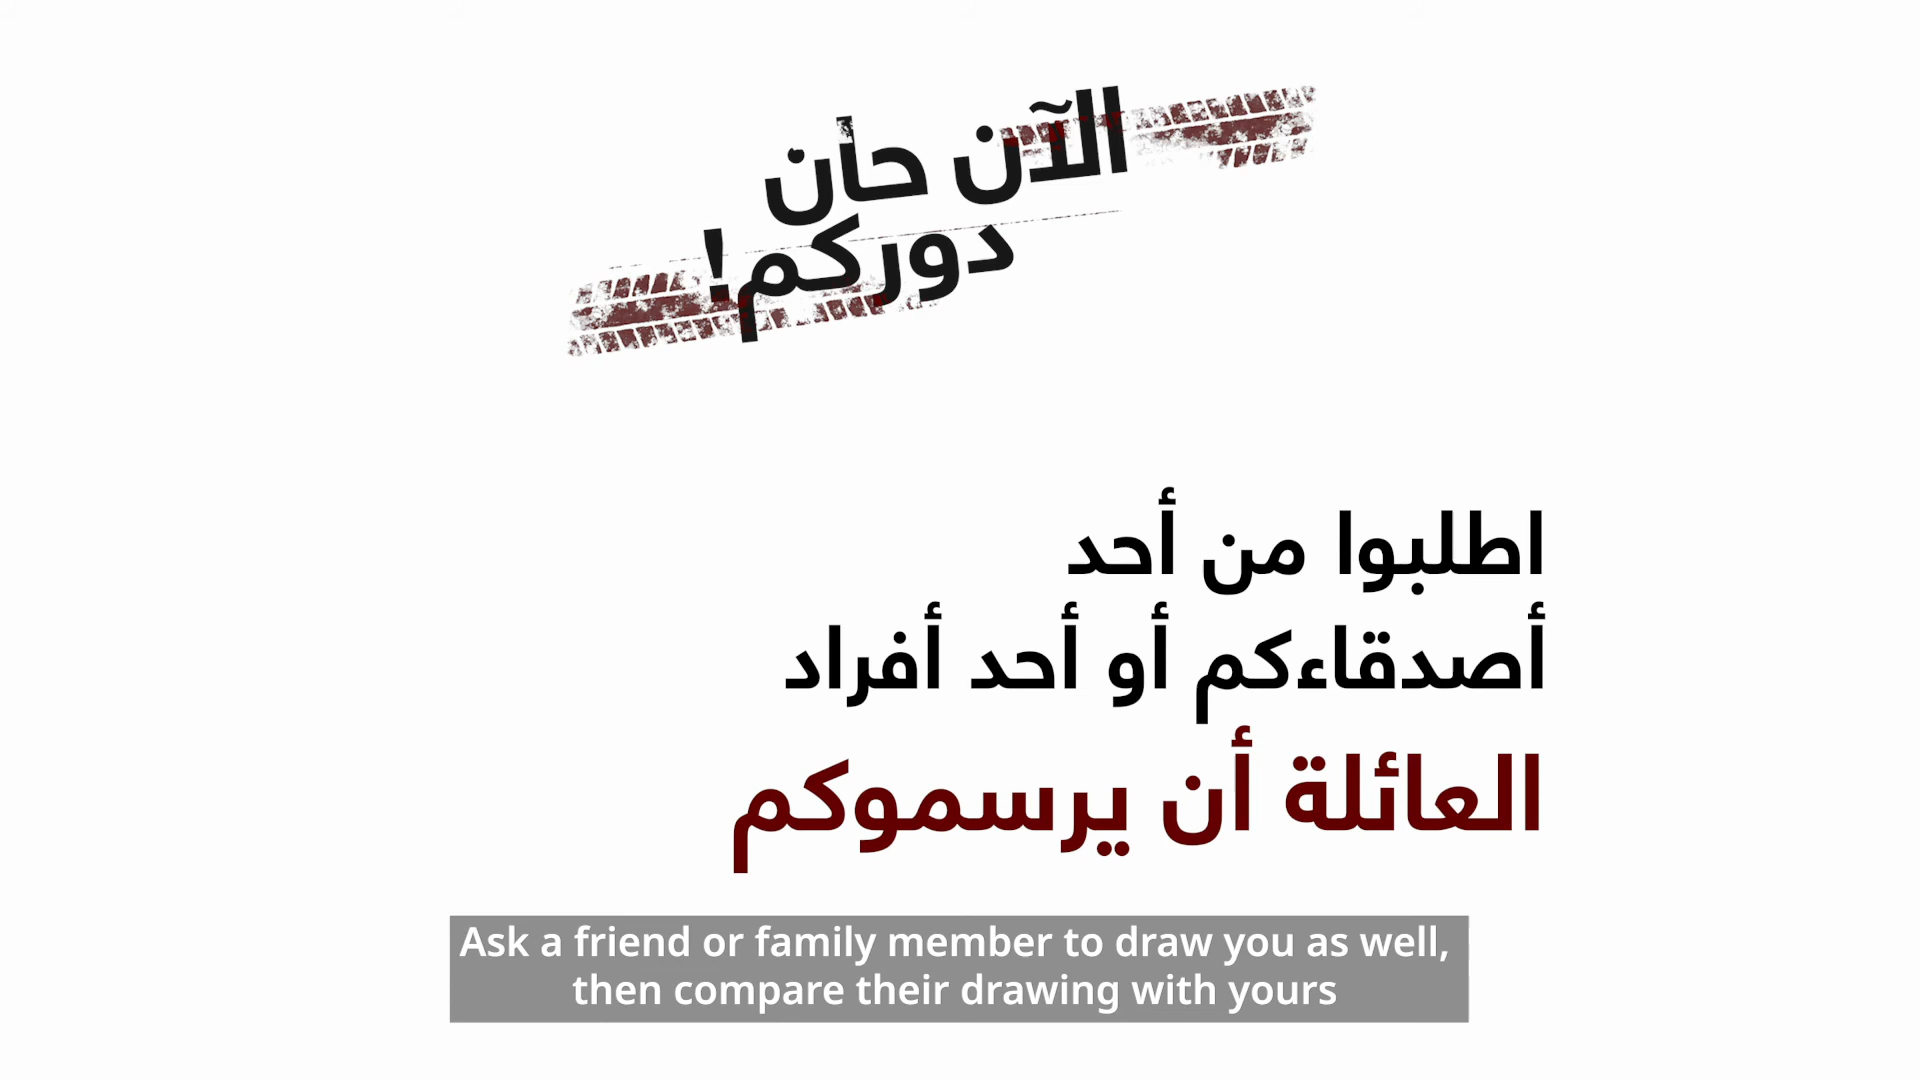 الآن حان
دوركم!
اطلبوا من أحد
أصدقاءكم أو أحد أفراد
العائلة أن يرسموكم
Ask a friend or family member to draw you as well,
then compare their drawing with yours